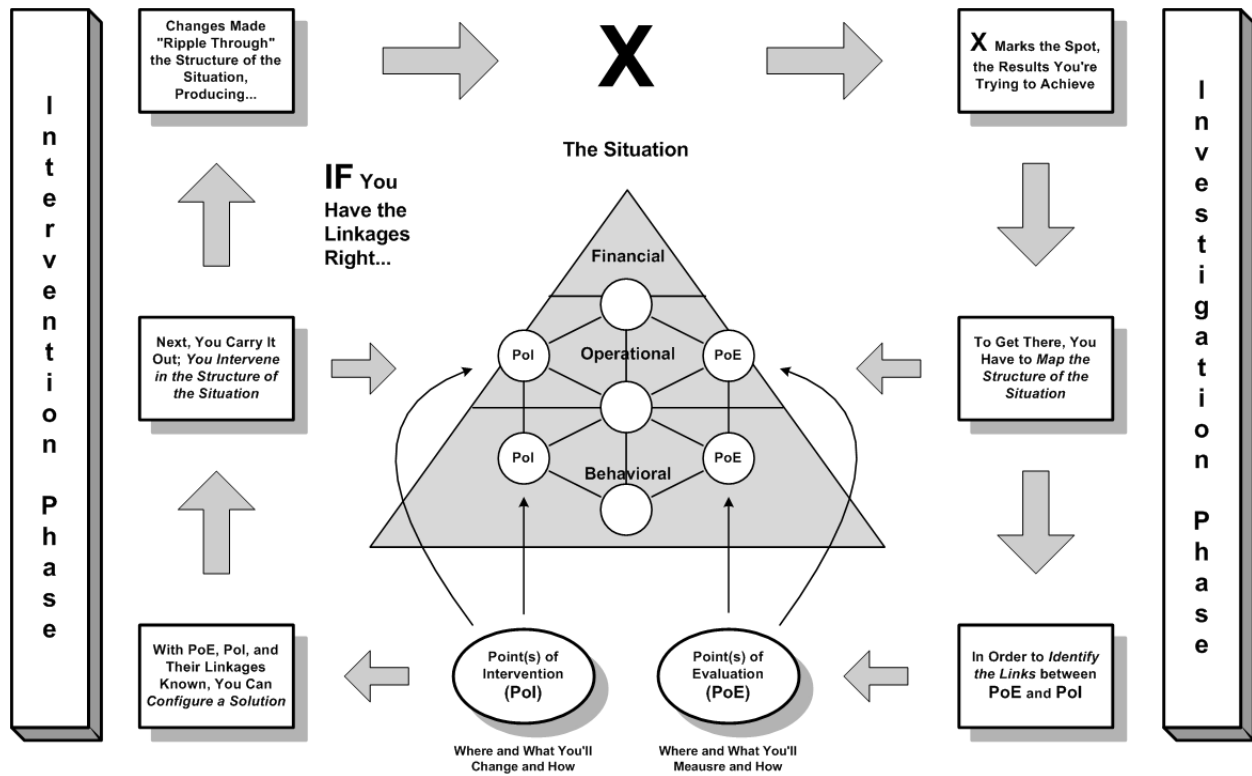 Intervention Phase
Changes Made
"Ripple Through"
the Structure of the
Situation,
Producing...
X
X Marks the Spot,
the Results You're
Trying to Achieve
Investigation Phase
The Situation
IF You
Have the
Linkages
Right...
Financial
Next, You Carry It
Out; You Intervene
in the Structure of
the Situation
PoI
Operational
PoE
To Get There, You
Have to Map the
Structure of the
Situation
PoI
PoE
Behavioral
With PoE, PoI, and
Their Linkages
Known, You Can
Configure a Solution
Point(s) of
Intervention
(PoI)
Point(s) of
Evaluation
(PoE)
In Order to Identify
the Links between
PoE and PoI
Where and What You'll
Change and How
Where and What You'll
Meausre and How